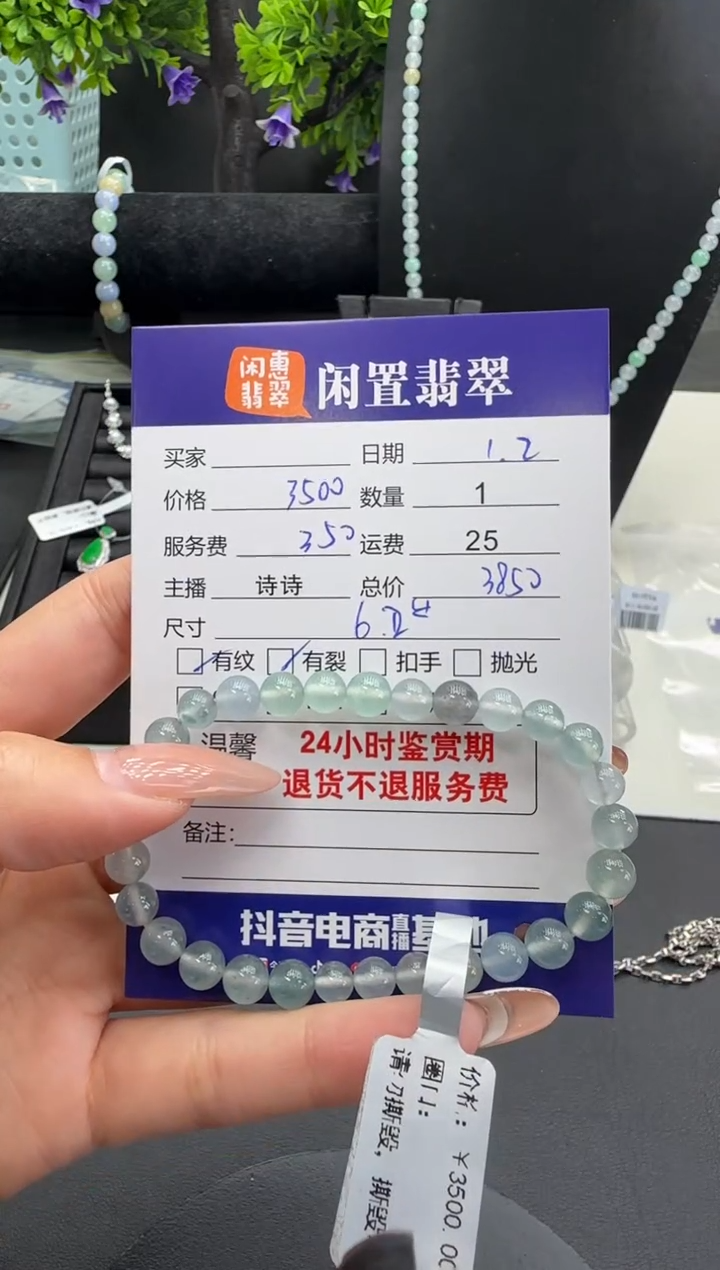 闲惠
翡翠
闲置翡翠
买家 日期 1.2
价格 3500 数量 1
服务费 350 运费 25
主播 诗诗 总价 3850
尺寸
有纹 有裂 扣手 抛光
温馨 24小时鉴赏期
退货不退服务费
备注:
抖音电商直播基地
价格: ¥3500.00
圈口:
请勿撕毁, 撕毁